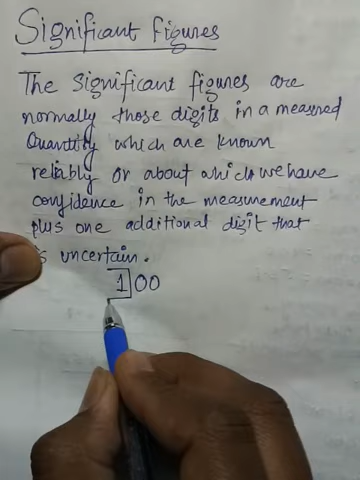 Significant figures
The significant figures are
normally those digits in a measured
Quantity which are known
reliably or about which we have
confidence in the measurement
plus one additional digit that
is uncertain.
100